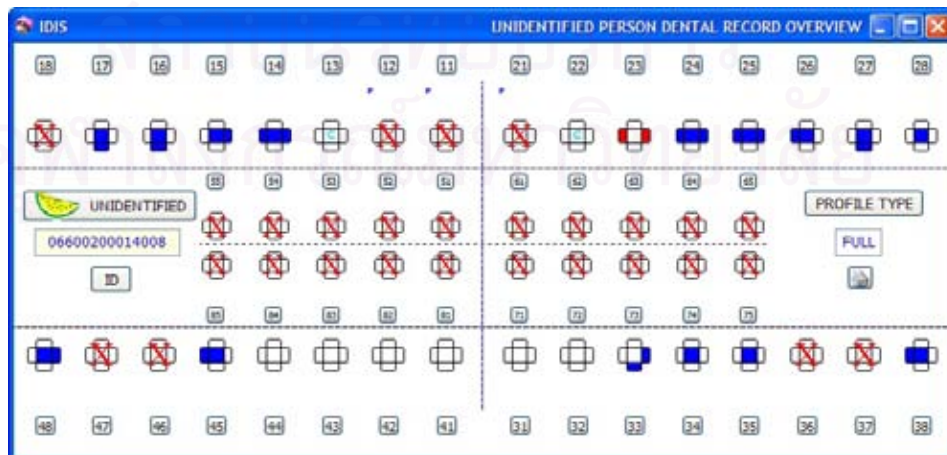 IDIS UNIDENTIFIED PERSON DENTAL RECORD OVERVIEW
18 17 16 15 14 13 12 11 21 22 23 24 25 26 27 28
C C
55 54 53 52 51 61 62 63 64 65
UNIDENTIFIED PROFILE TYPE
06600200014008 FULL
ID
85 84 83 82 81 71 72 73 74 75
48 47 46 45 44 43 42 41 31 32 33 34 35 36 37 38